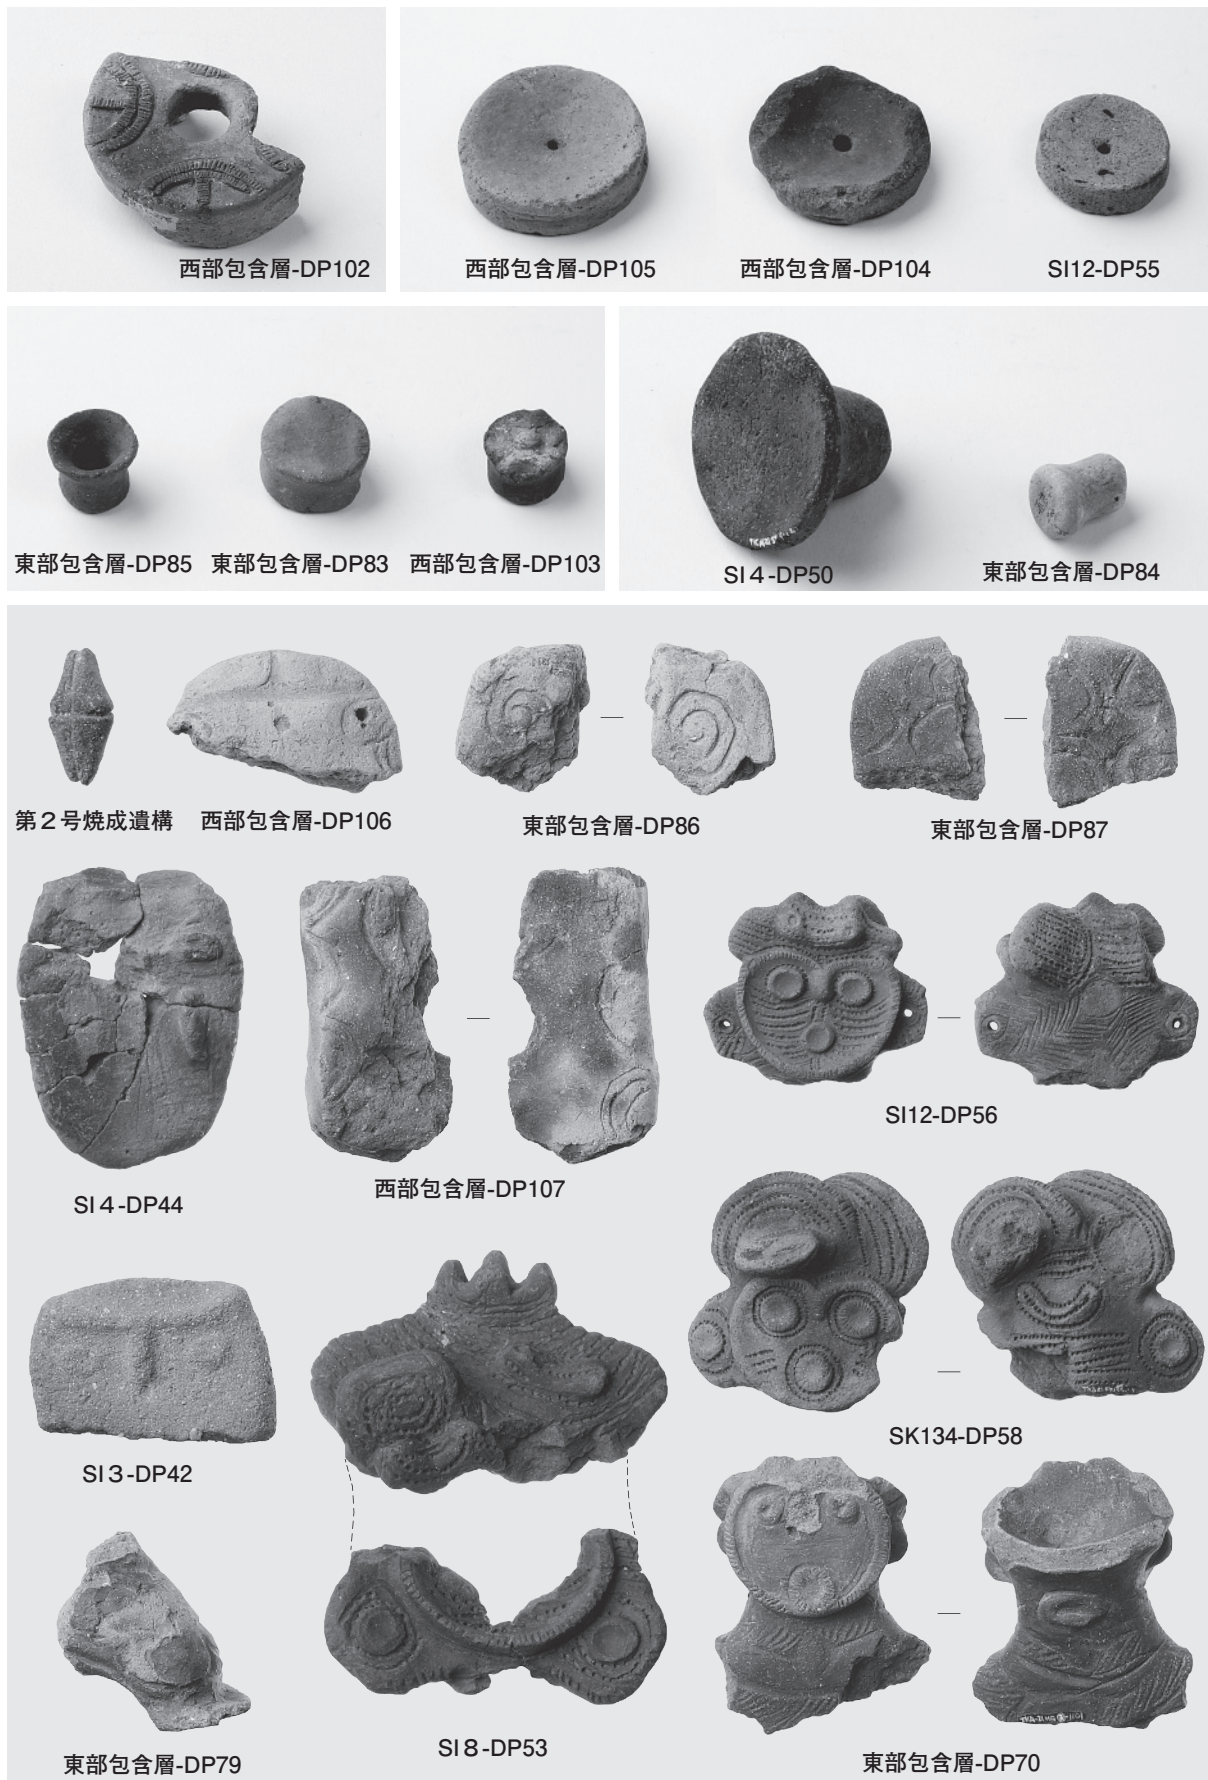 西部包含層-DP102
西部包含層-DP105
西部包含層-DP104
SI12-DP55
東部包含層-DP85
東部包含層-DP83
西部包含層-DP103
SI４-DP50
東部包含層-DP84
第２号焼成遺構
西部包含層-DP106
東部包含層-DP86
東部包含層-DP87
SI４-DP44
西部包含層-DP107
SI12-DP56
SI３-DP42
SK134-DP58
東部包含層-DP79
SI８-DP53
東部包含層-DP70